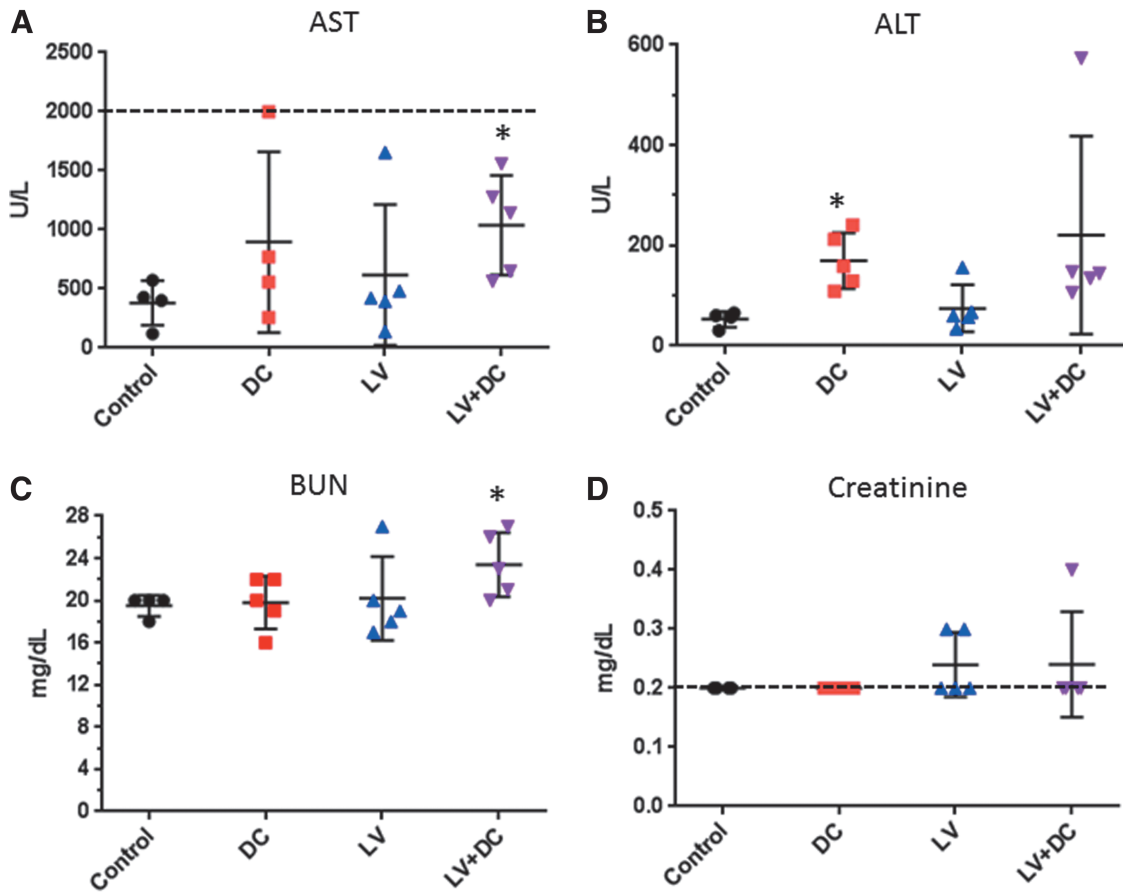 A
AST
U/L
2500
2000
1500
1000
500
0
*
Control
DC
LV
LV+DC
B
ALT
U/L
600
400
200
0
*
Control
DC
LV
LV+DC
C
BUN
mg/dL
28
24
20
16
12
8
4
0
*
Control
DC
LV
LV+DC
D
Creatinine
mg/dL
0.5
0.4
0.3
0.2
0.1
0.0
Control
DC
LV
LV+DC